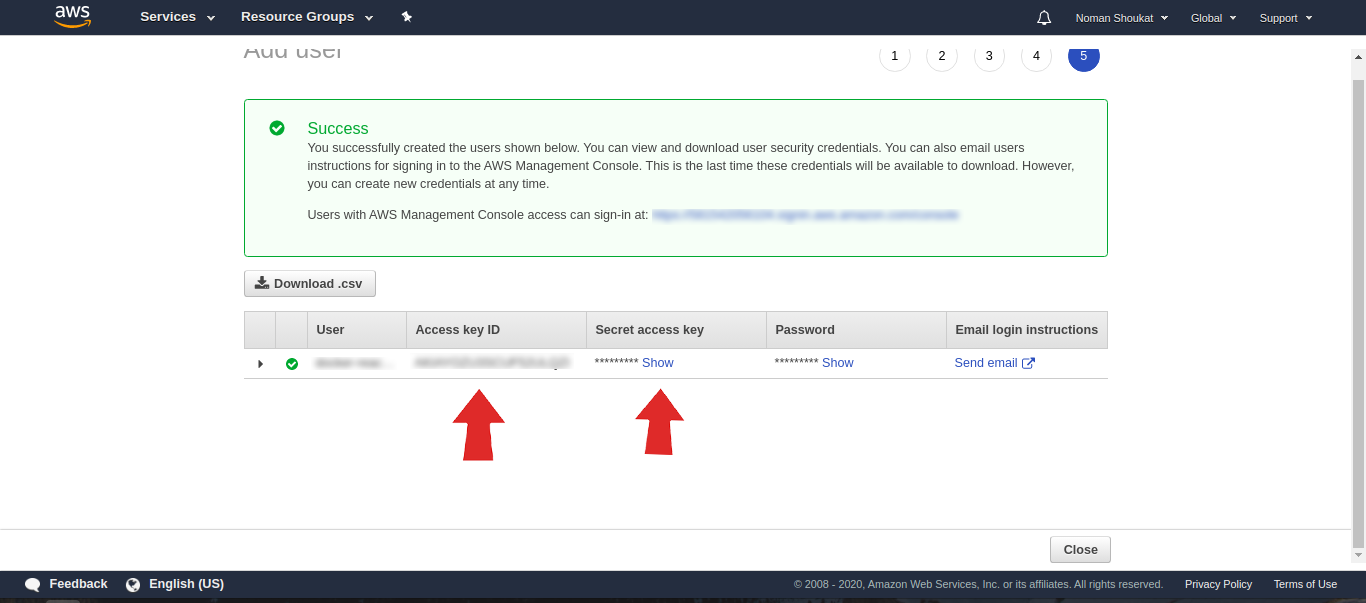 aws Services Resource Groups Noman Shoukat Global Support
Add user 1 2 3 4 5
Success
You successfully created the users shown below. You can view and download user security credentials. You can also email users
instructions for signing in to the AWS Management Console. This is the last time these credentials will be available to download. However,
you can create new credentials at any time.
Users with AWS Management Console access can sign-in at:
Download .csv
User Access key ID Secret access key Password Email login instructions
********* Show ********* Show Send email
Close
Feedback English (US) © 2008 - 2020, Amazon Web Services, Inc. or its affiliates. All rights reserved. Privacy Policy Terms of Use